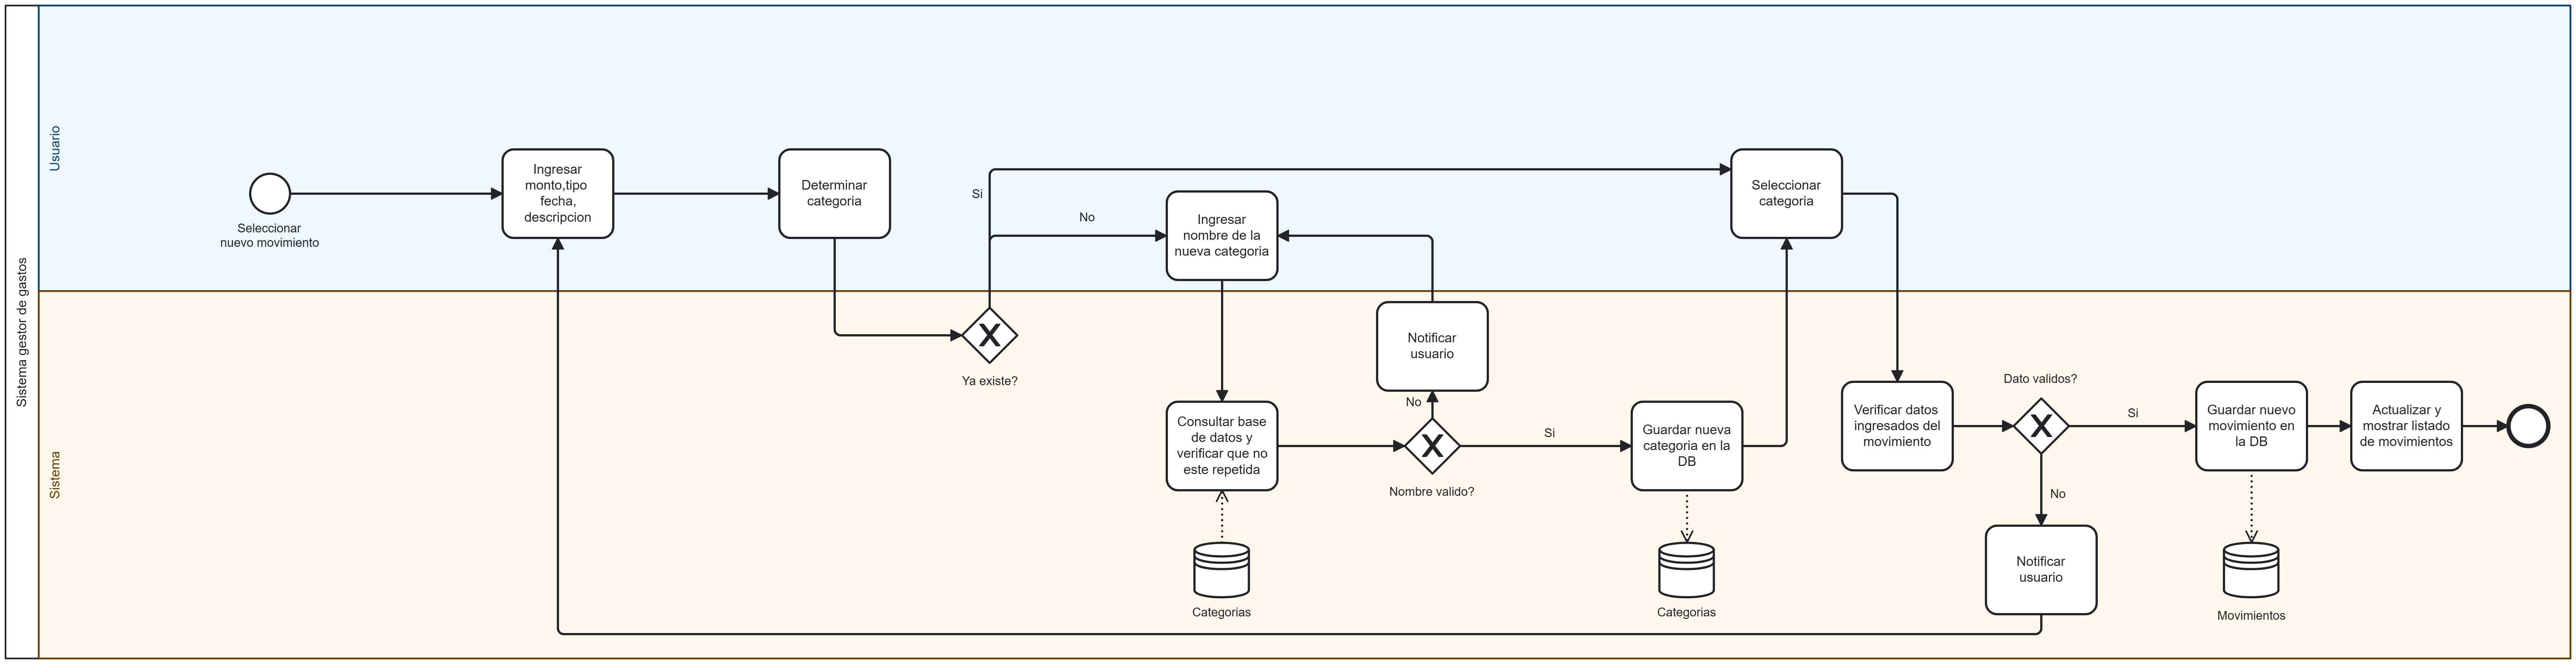 Sistema gestor de gastos
Usuario
Seleccionar
nuevo movimiento
Ingresar
monto,tipo
fecha,
descripcion
Determinar
categoria
Si
No
Ingresar
nombre de la
nueva categoria
Seleccionar
categoria
Sistema
Ya existe?
Notificar
usuario
No
Consultar base
de datos y
verificar que no
este repetida
Nombre valido?
Si
Guardar nueva
categoria en la
DB
Categorias
Categorias
Verificar datos
ingresados del
movimiento
Dato validos?
Si
No
Notificar
usuario
Guardar nuevo
movimiento en
la DB
Movimientos
Actualizar y
mostrar listado
de movimientos